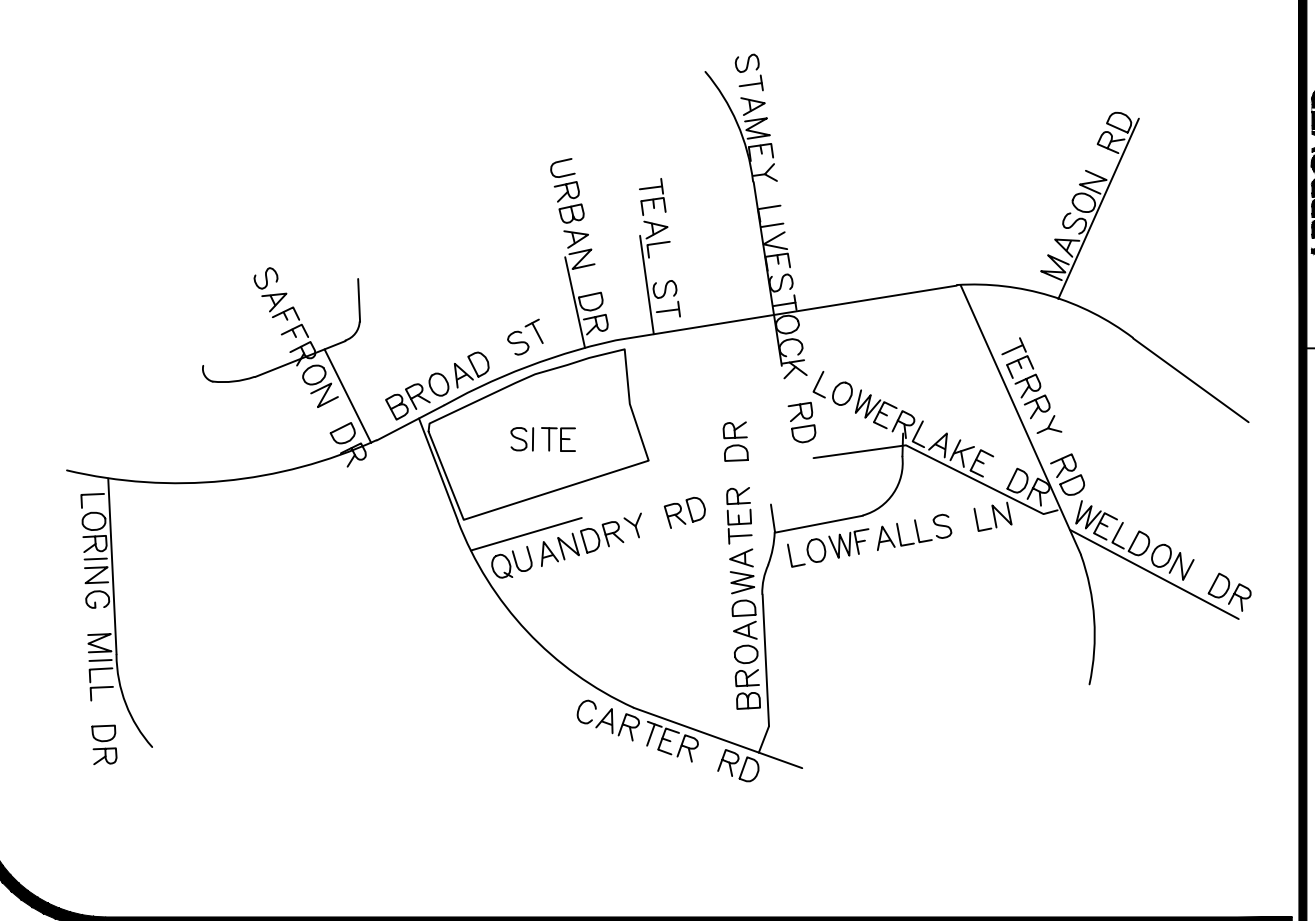 STAMEY LIVESTOCK RD
MASON RD
URBAN DR
TEAL ST
SAFFRON DR
BROAD ST
SITE
TERRY RD
LOWERLAKE DR
BROADWATER DR
QUANDRY RD
LOWFALLS LN
WELDON DR
LORING MILL DR
CARTER RD